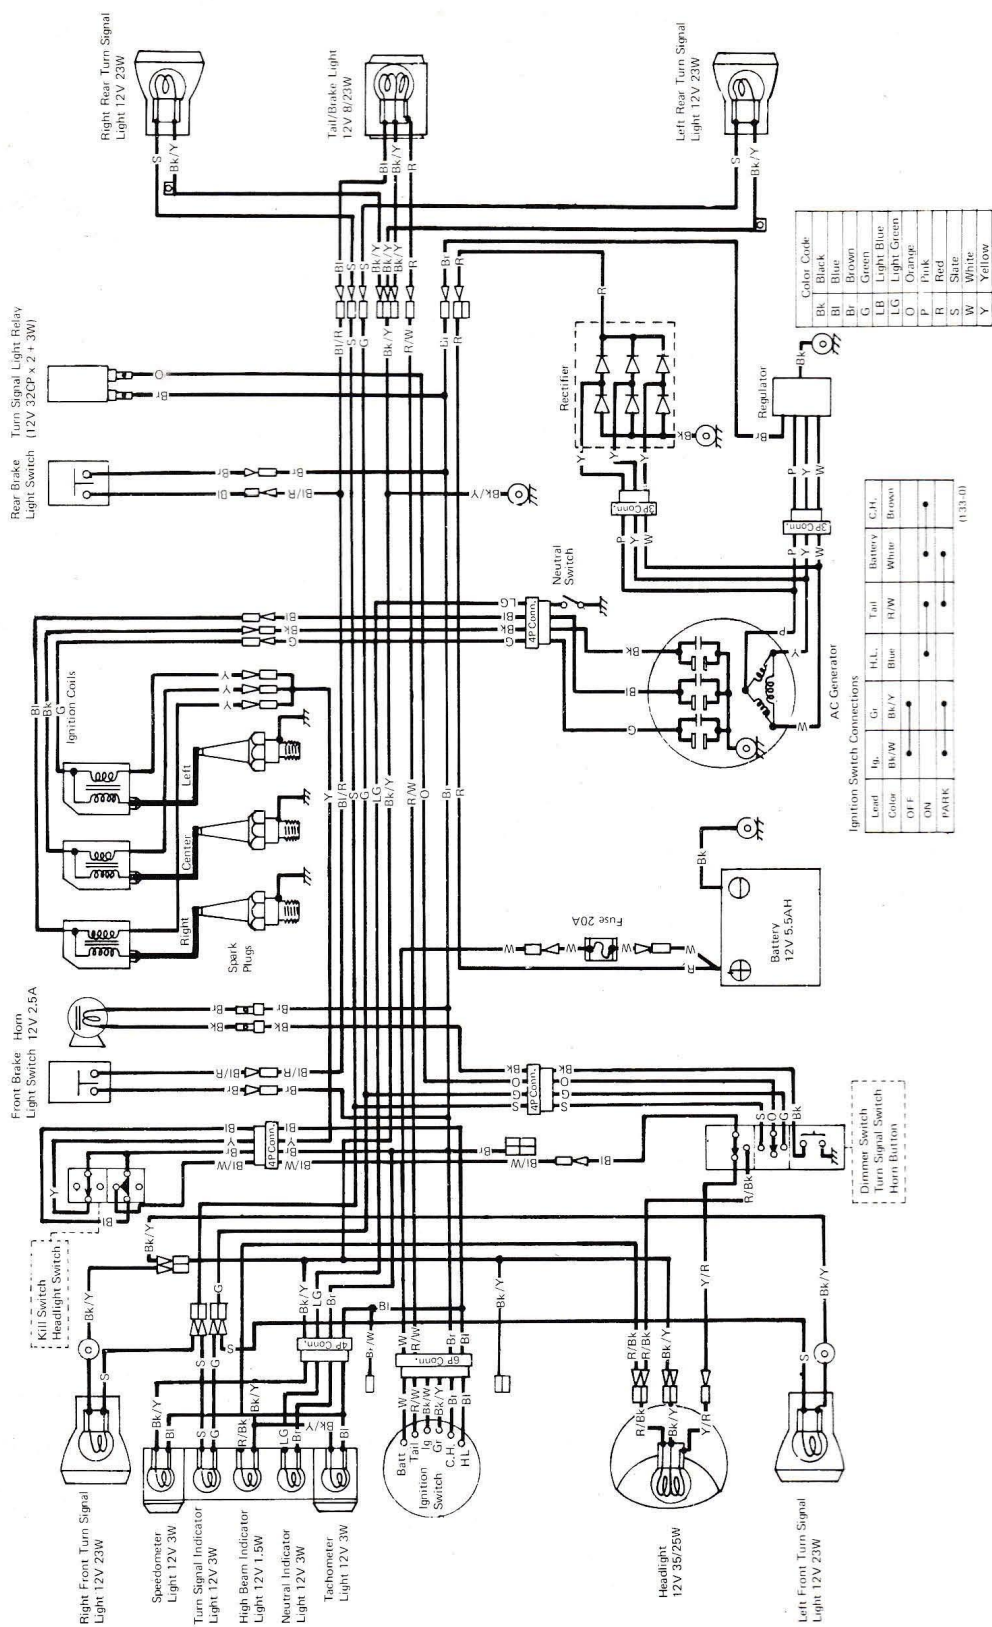 Right Rear Turn Signal
Light 12V 23W
Tail/Brake Light
12V 8/23W
Left Rear Turn Signal
Light 12V 23W
Turn Signal Light Relay
(12V 32CP x 2 + 3W)
Rear Brake
Light Switch
Rectifier
Regulator
Color Code
Bk Black
Bl Blue
Br Brown
G Green
LB Light Blue
LG Light Green
O Orange
P Pink
R Red
S Slate
W White
Y Yellow
Neutral
Switch
4P Conn.
3P Conn.
3P Conn.
AC Generator
Ignition Coils
Left
Center
Right
Spark
Plugs
Horn
12V 2.5A
Front Brake
Light Switch
Fuse 20A
Battery
12V 5.5AH
Ignition Switch Connections
Lead Ig. Gr H.L. Tail Battery C.H.
Color Bk/W Bk/Y Blue R/W White Brown
OFF
ON
PARK
(133-0)
4P Conn.
4P Conn.
Dimmer Switch
Turn Signal Switch
Horn Button
Kill Switch
Headlight Switch
4P Conn.
6P Conn.
Batt
Tail
Ig
Gr
C.H.
H.L
Ignition
Switch
Right Front Turn Signal
Light 12V 23W
Speedometer
Light 12V 3W
Turn Signal Indicator
Light 12V 3W
High Beam Indicator
Light 12V 1.5W
Neutral Indicator
Light 12V 3W
Tachometer
Light 12V 3W
Headlight
12V 35/25W
Left Front Turn Signal
Light 12V 23W